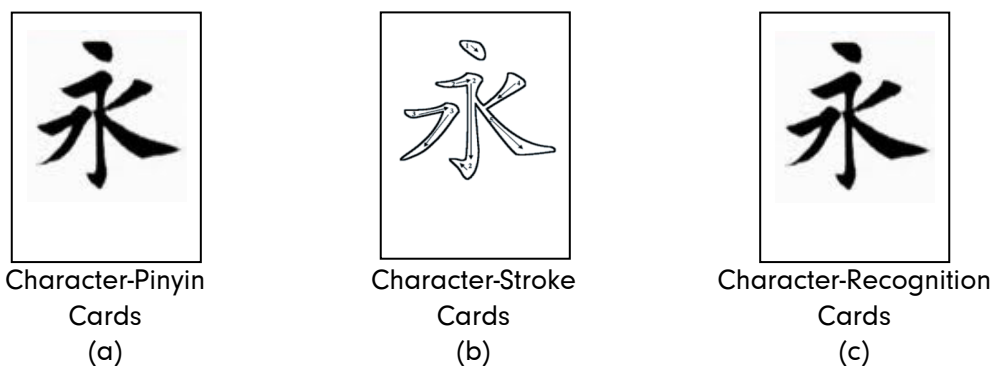 永
永
永
Character-Pinyin
Cards
(a)
Character-Stroke
Cards
(b)
Character-Recognition
Cards
(c)